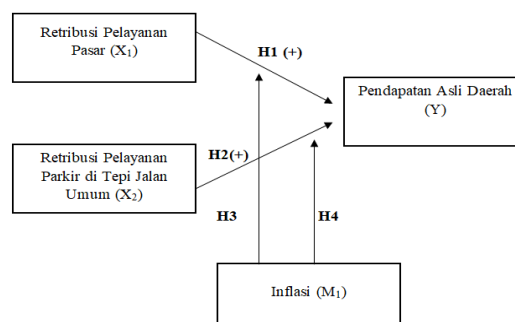 Retribusi Pelayanan
Pasar (X₁)
H1 (+)
Pendapatan Asli Daerah
(Y)
Retribusi Pelayanan
Parkir di Tepi Jalan
Umum (X₂)
H2(+)
H3
H4
Inflasi (M₁)